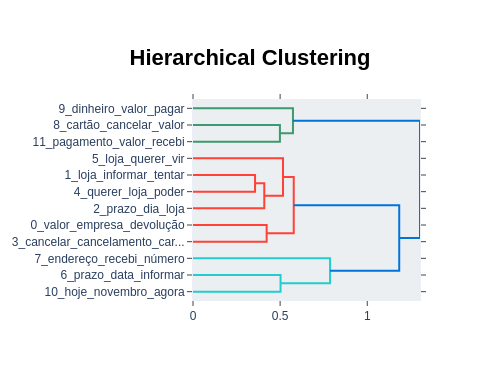 Hierarchical Clustering
9_dinheiro_valor_pagar
8_cartão_cancelar_valor
11_pagamento_valor_recebi
5_loja_querer_vir
1_loja_informar_tentar
4_querer_loja_poder
2_prazo_dia_loja
0_valor_empresa_devolução
3_cancelar_cancelamento_car...
7_endereço_recebi_número
6_prazo_data_informar
10_hoje_novembro_agora
0 0.5 1